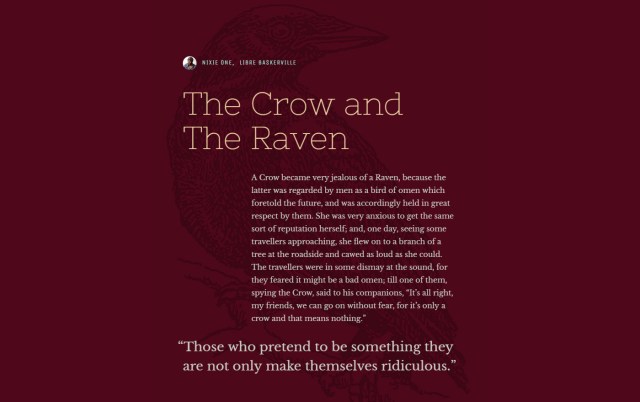 NIXIE ONE, LIBRE BASKERVILLE
The Crow and
The Raven
A Crow became very jealous of a Raven, because the
latter was regarded by men as a bird of omen which
foretold the future, and was accordingly held in great
respect by them. She was very anxious to get the same
sort of reputation herself; and, one day, seeing some
travellers approaching, she flew on to a branch of a
tree at the roadside and cawed as loud as she could.
The travellers were in some dismay at the sound, for
they feared it might be a bad omen; till one of them,
spying the Crow, said to his companions, “It’s all right,
my friends, we can go on without fear, for it’s only a
crow and that means nothing.”
“Those who pretend to be something they
are not only make themselves ridiculous.”